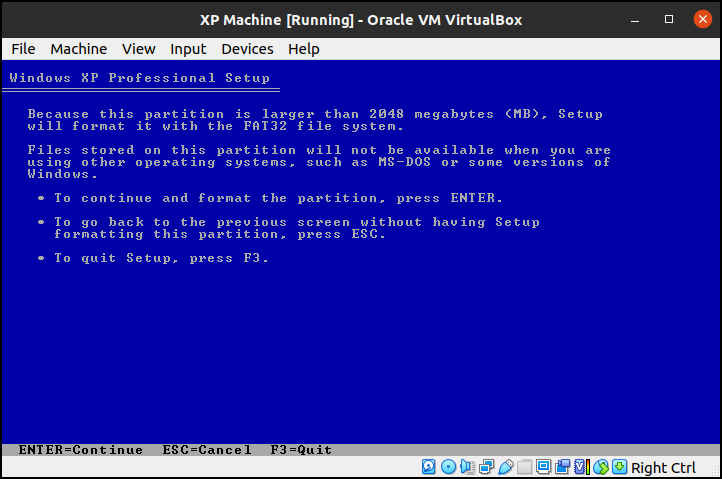 XP Machine [Running] - Oracle VM VirtualBox
File Machine View Input Devices Help
Windows XP Professional Setup
Because this partition is larger than 2048 megabytes (MB), Setup
will format it with the FAT32 file system.
Files stored on this partition will not be available when you are
using other operating systems, such as MS-DOS or some versions of
Windows.
• To continue and format the partition, press ENTER.
• To go back to the previous screen without having Setup
formatting this partition, press ESC.
• To quit Setup, press F3.
ENTER=Continue ESC=Cancel F3=Quit
Right Ctrl